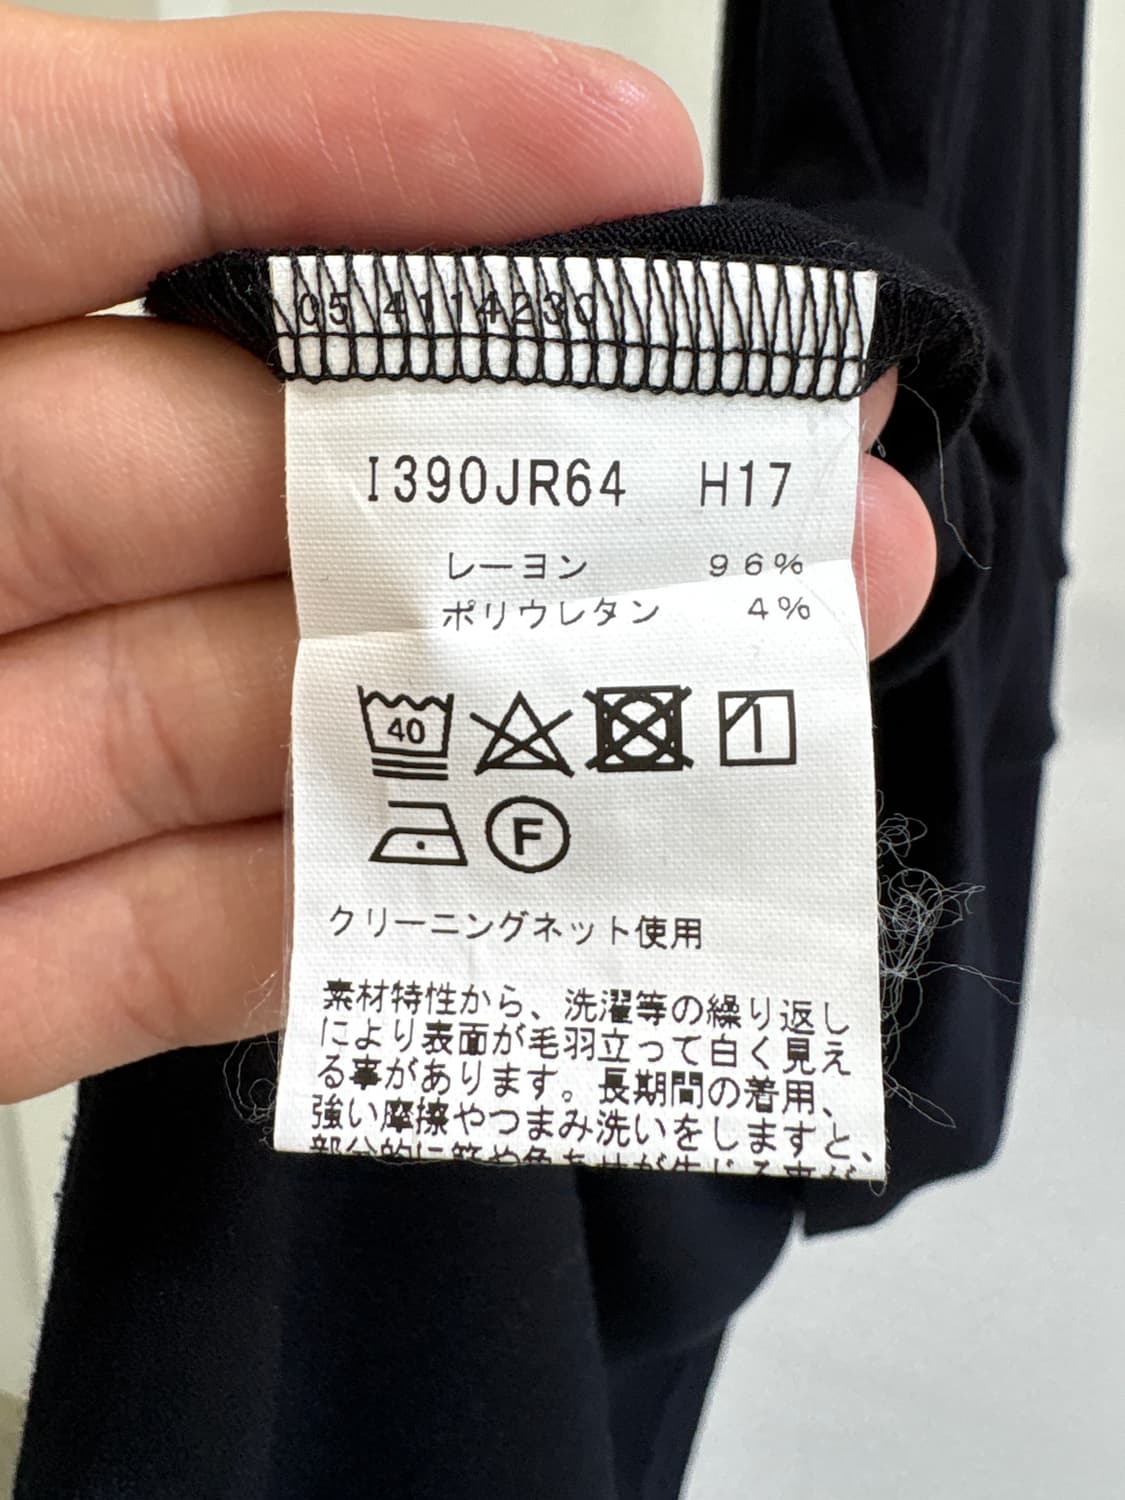 05 4114230
I390JR64 H17
レーヨン 96%
ポリウレタン 4%
40
F
クリーニングネット使用
素材特性から、洗濯等の繰り返し
により表面が毛羽立って白く見え
る事があります。長期間の着用、
強い摩擦やつまみ洗いをしますと、